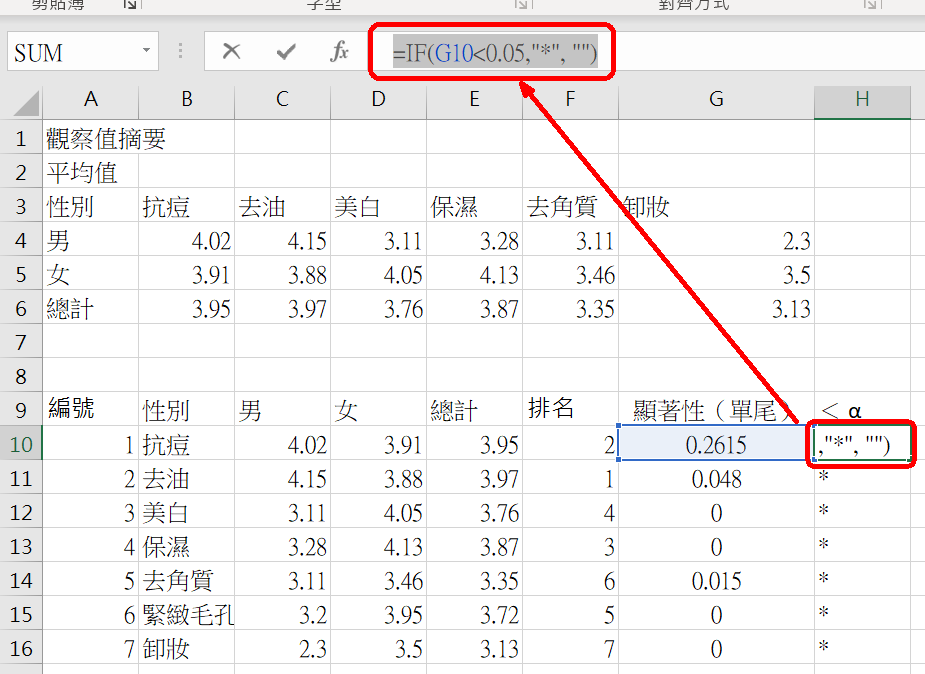 剪貼簿 字型 對齊方式
SUM =IF(G10<0.05,"*", "")
A B C D E F G H
1 觀察值摘要
2 平均值
3 性別 抗痘 去油 美白 保濕 去角質 卸妝
4 男 4.02 4.15 3.11 3.28 3.11 2.3
5 女 3.91 3.88 4.05 4.13 3.46 3.5
6 總計 3.95 3.97 3.76 3.87 3.35 3.13
7
8
9 編號 性別 男 女 總計 排名 顯著性（單尾） < α
10 1 抗痘 4.02 3.91 3.95 2 0.2615 ,"*", "")
11 2 去油 4.15 3.88 3.97 1 0.048 *
12 3 美白 3.11 4.05 3.76 4 0 *
13 4 保濕 3.28 4.13 3.87 3 0 *
14 5 去角質 3.11 3.46 3.35 6 0.015 *
15 6 緊緻毛孔 3.2 3.95 3.72 5 0 *
16 7 卸妝 2.3 3.5 3.13 7 0 *